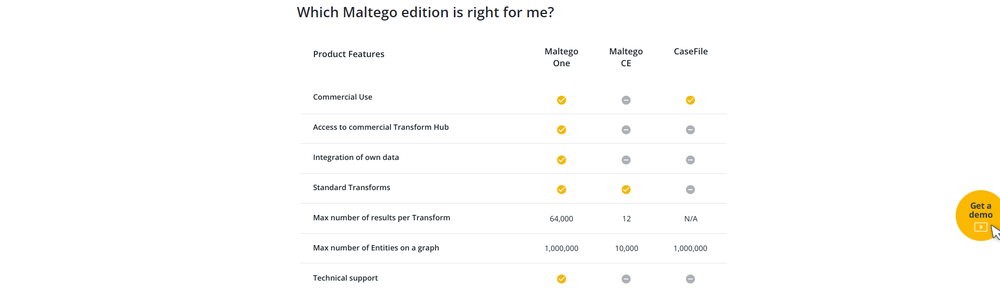 Which Maltego edition is right for me?
Product Features
Maltego One
Maltego CE
CaseFile
Commercial Use
Access to commercial Transform Hub
Integration of own data
Standard Transforms
Max number of results per Transform 64,000 12 N/A
Max number of Entities on a graph 1,000,000 10,000 1,000,000
Technical support
Get a
demo